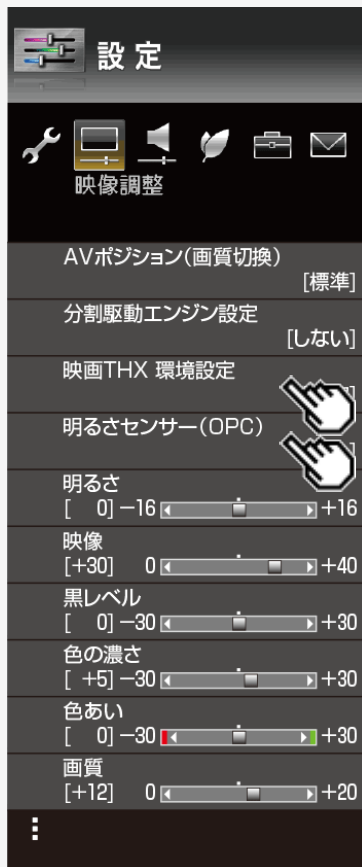 設定
映像調整
AVポジション(画質切換)
[標準]
分割駆動エンジン設定
[しない]
映画THX 環境設定
]
明るさセンサー(OPC)
]
明るさ
[ 0] −16 +16
映像
[+30] 0 +40
黒レベル
[ 0] −30 +30
色の濃さ
[ +5] −30 +30
色あい
[ 0] −30 +30
画質
[+12] 0 +20